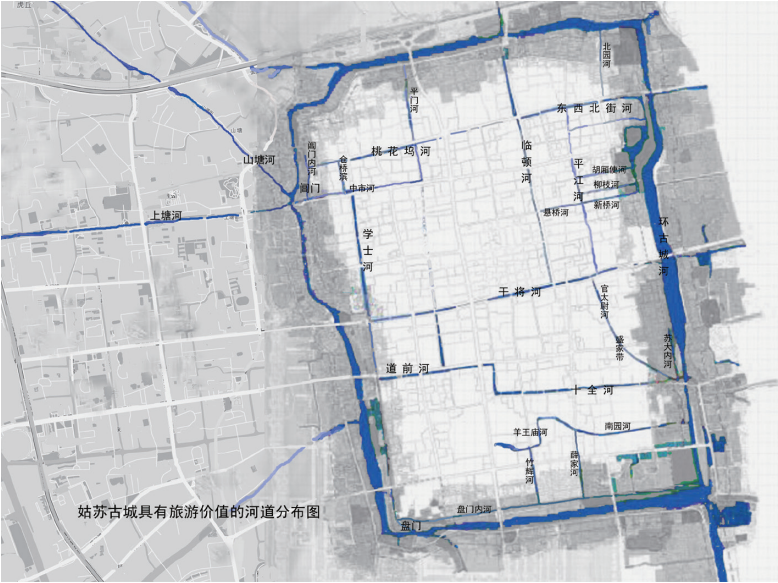 虎丘
北园河
平门河
东西北街河
山塘
桃花坞河
临顿河
阊门内河
山塘河
平江河
胡厢使河
柳枝河
阊门
中市河
新桥河
悬桥河
上塘河
学士河
环古城河
干将河
官太尉河
盛家带
苏大内河
道前河
十全河
南园河
羊王庙河
薛家河
竹辉河
盘门内河
姑苏古城具有旅游价值的河道分布图
盘门